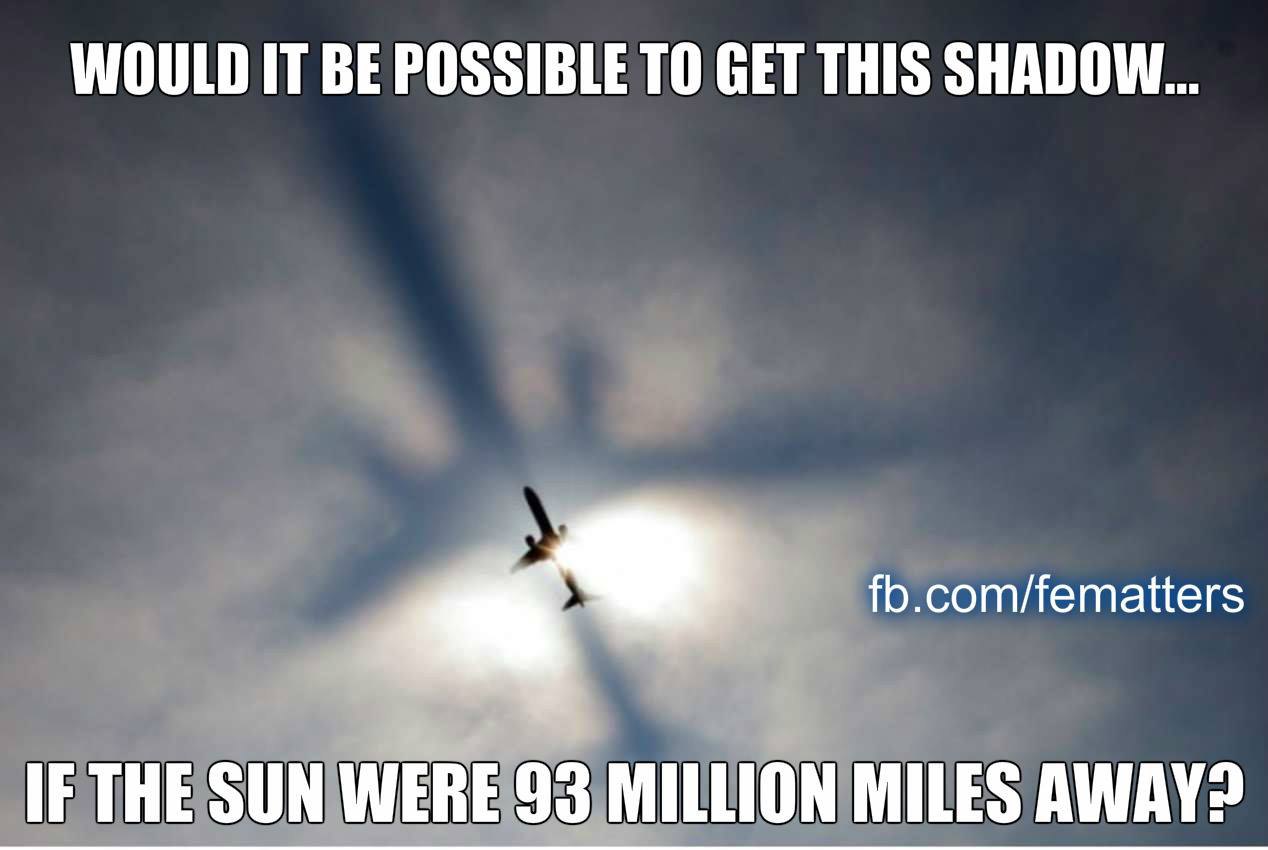 WOULD IT BE POSSIBLE TO GET THIS SHADOW...
fb.com/fematters
IF THE SUN WERE 93 MILLION MILES AWAY?